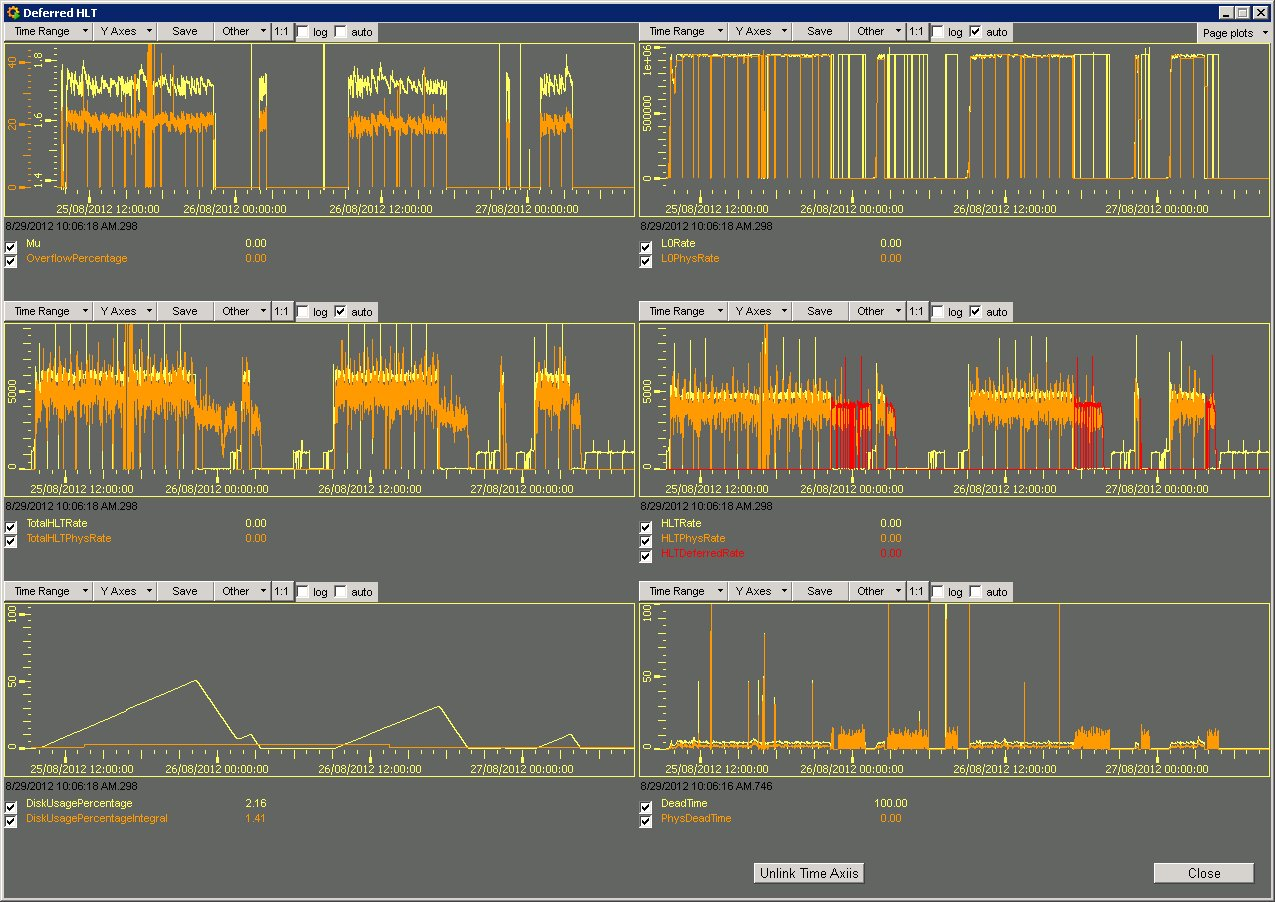 Deferred HLT
Time Range Y Axes Save Other 1:1 log auto
Time Range Y Axes Save Other 1:1 log auto
Page plots
40
20
0
1.8
1.6
1.4
25/08/2012 12:00:00 26/08/2012 00:00:00 26/08/2012 12:00:00 27/08/2012 00:00:00
8/29/2012 10:06:18 AM.298
Mu 0.00
OverflowPercentage 0.00
1e+06
500000
0
25/08/2012 12:00:00 26/08/2012 00:00:00 26/08/2012 12:00:00 27/08/2012 00:00:00
8/29/2012 10:06:18 AM.298
L0Rate 0.00
L0PhysRate 0.00
Time Range Y Axes Save Other 1:1 log auto
5000
0
25/08/2012 12:00:00 26/08/2012 00:00:00 26/08/2012 12:00:00 27/08/2012 00:00:00
8/29/2012 10:06:18 AM.298
TotalHLTRate 0.00
TotalHLTPhysRate 0.00
Time Range Y Axes Save Other 1:1 log auto
5000
0
25/08/2012 12:00:00 26/08/2012 00:00:00 26/08/2012 12:00:00 27/08/2012 00:00:00
8/29/2012 10:06:18 AM.298
HLTRate 0.00
HLTPhysRate 0.00
HLTDeferredRate 0.00
Time Range Y Axes Save Other 1:1 log auto
100
50
0
25/08/2012 12:00:00 26/08/2012 00:00:00 26/08/2012 12:00:00 27/08/2012 00:00:00
8/29/2012 10:06:18 AM.298
DiskUsagePercentage 2.16
DiskUsagePercentageIntegral 1.41
Time Range Y Axes Save Other 1:1 log auto
100
50
0
25/08/2012 12:00:00 26/08/2012 00:00:00 26/08/2012 12:00:00 27/08/2012 00:00:00
8/29/2012 10:06:16 AM.746
DeadTime 100.00
PhysDeadTime 0.00
Unlink Time Axiis
Close